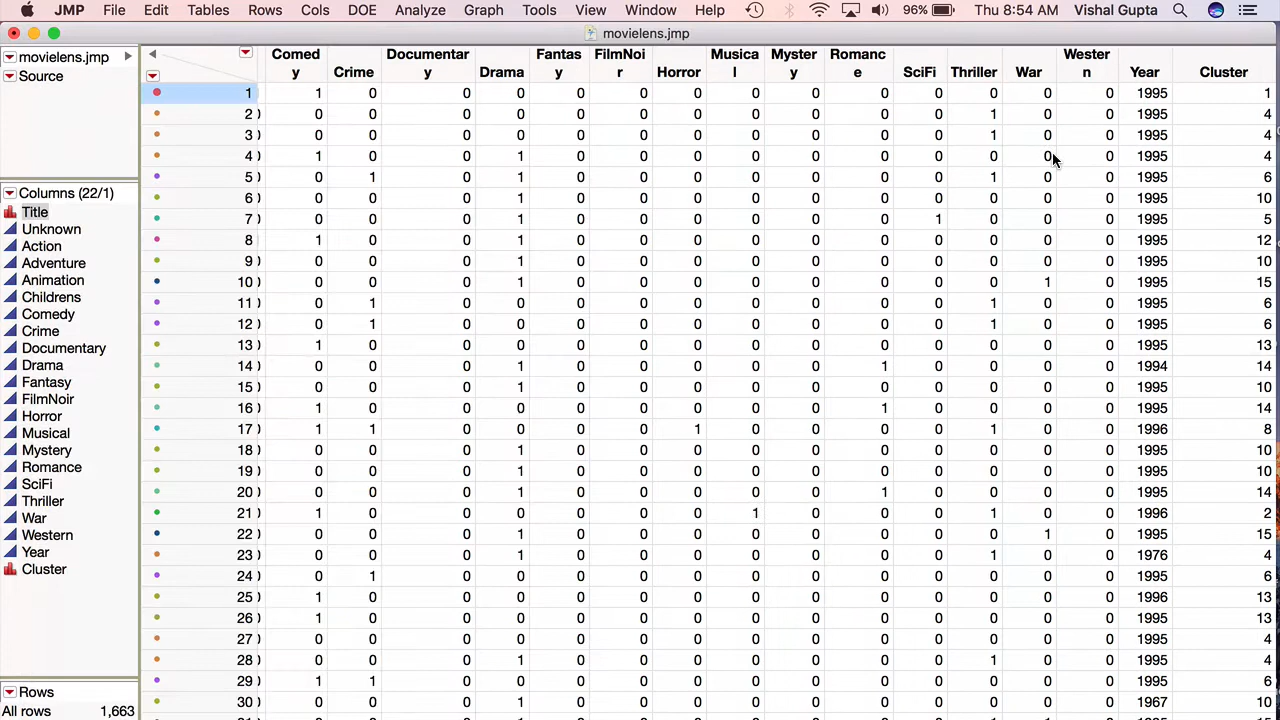 JMP File Edit Tables Rows Cols DOE Analyze Graph Tools View Window Help 96% Thu 8:54 AM Vishal Gupta
movielens.jmp
movielens.jmp
Source
Columns (22/1)
Title
Unknown
Action
Adventure
Animation
Childrens
Comedy
Crime
Documentary
Drama
Fantasy
FilmNoir
Horror
Musical
Mystery
Romance
SciFi
Thriller
War
Western
Year
Cluster
Rows
All rows 1,663
Comed Documentar Fantas FilmNoi Musica Myster Romanc Wester
y Crime y Drama y r Horror l y e SciFi Thriller War n Year Cluster
1 1 0 0 0 0 0 0 0 0 0 0 0 0 0 1995 1
2 0 0 0 0 0 0 0 0 0 0 0 1 0 0 1995 4
3 0 0 0 0 0 0 0 0 0 0 0 1 0 0 1995 4
4 1 0 0 1 0 0 0 0 0 0 0 0 0 0 1995 4
5 0 1 0 1 0 0 0 0 0 0 0 1 0 0 1995 6
6 0 0 0 1 0 0 0 0 0 0 0 0 0 0 1995 10
7 0 0 0 1 0 0 0 0 0 0 1 0 0 0 1995 5
8 1 0 0 1 0 0 0 0 0 0 0 0 0 0 1995 12
9 0 0 0 1 0 0 0 0 0 0 0 0 0 0 1995 10
10 0 0 0 1 0 0 0 0 0 0 0 0 1 0 1995 15
11 0 1 0 0 0 0 0 0 0 0 0 1 0 0 1995 6
12 0 1 0 0 0 0 0 0 0 0 0 1 0 0 1995 6
13 1 0 0 0 0 0 0 0 0 0 0 0 0 0 1995 13
14 0 0 0 1 0 0 0 0 0 1 0 0 0 0 1994 14
15 0 0 0 1 0 0 0 0 0 0 0 0 0 0 1995 10
16 1 0 0 0 0 0 0 0 0 1 0 0 0 0 1995 14
17 1 1 0 0 0 0 1 0 0 0 0 1 0 0 1996 8
18 0 0 0 1 0 0 0 0 0 0 0 0 0 0 1995 10
19 0 0 0 1 0 0 0 0 0 0 0 0 0 0 1995 10
20 0 0 0 1 0 0 0 0 0 1 0 0 0 0 1995 14
21 1 0 0 0 0 0 0 1 0 0 0 1 0 0 1996 2
22 0 0 0 1 0 0 0 0 0 0 0 0 1 0 1995 15
23 0 0 0 1 0 0 0 0 0 0 0 1 0 0 1976 4
24 0 1 0 0 0 0 0 0 0 0 0 0 0 0 1995 6
25 1 0 0 0 0 0 0 0 0 0 0 0 0 0 1996 13
26 1 0 0 0 0 0 0 0 0 0 0 0 0 0 1995 13
27 0 0 0 0 0 0 0 0 0 0 0 0 0 0 1995 4
28 0 0 0 1 0 0 0 0 0 0 0 1 0 0 1995 4
29 1 1 0 0 0 0 0 0 0 0 0 0 0 0 1995 6
30 0 0 0 1 0 0 0 0 0 0 0 0 0 0 1967 10